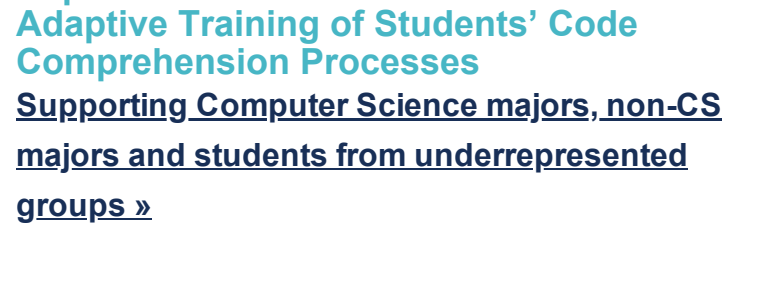 Adaptive Training of Students’ Code
Comprehension Processes
Supporting Computer Science majors, non-CS
majors and students from underrepresented
groups »